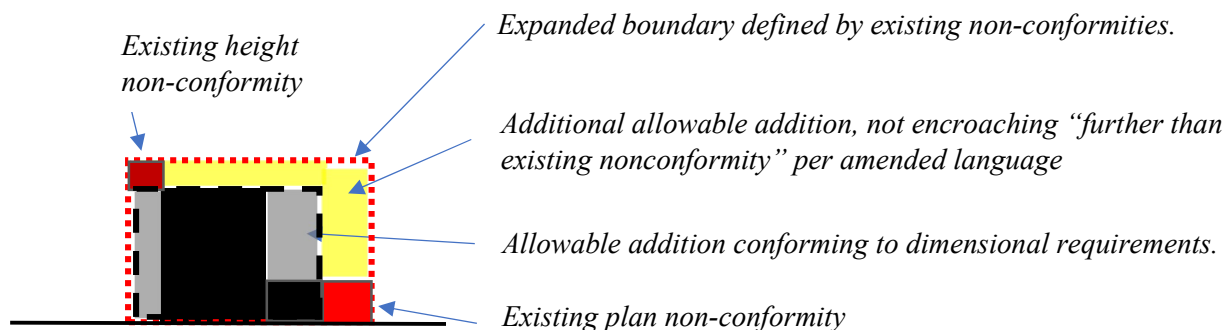 Existing height
non-conformity
Expanded boundary defined by existing non-conformities.
Additional allowable addition, not encroaching “further than
existing nonconformity” per amended language
Allowable addition conforming to dimensional requirements.
Existing plan non-conformity